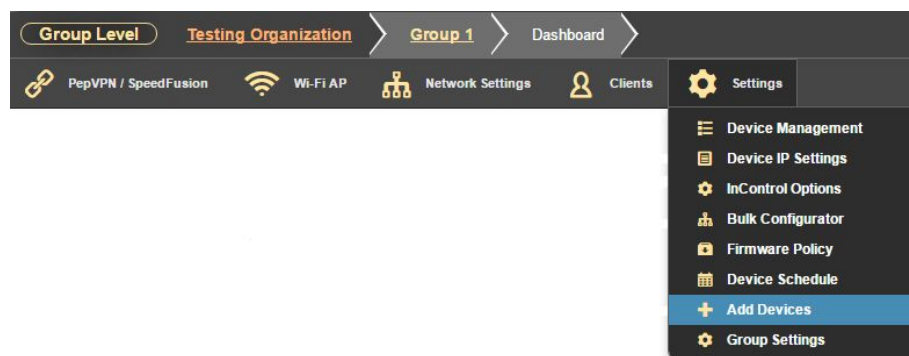 Group Level Testing Organization Group 1 Dashboard
PepVPN / SpeedFusion Wi-Fi AP Network Settings Clients Settings
Device Management
Device IP Settings
InControl Options
Bulk Configurator
Firmware Policy
Device Schedule
Add Devices
Group Settings